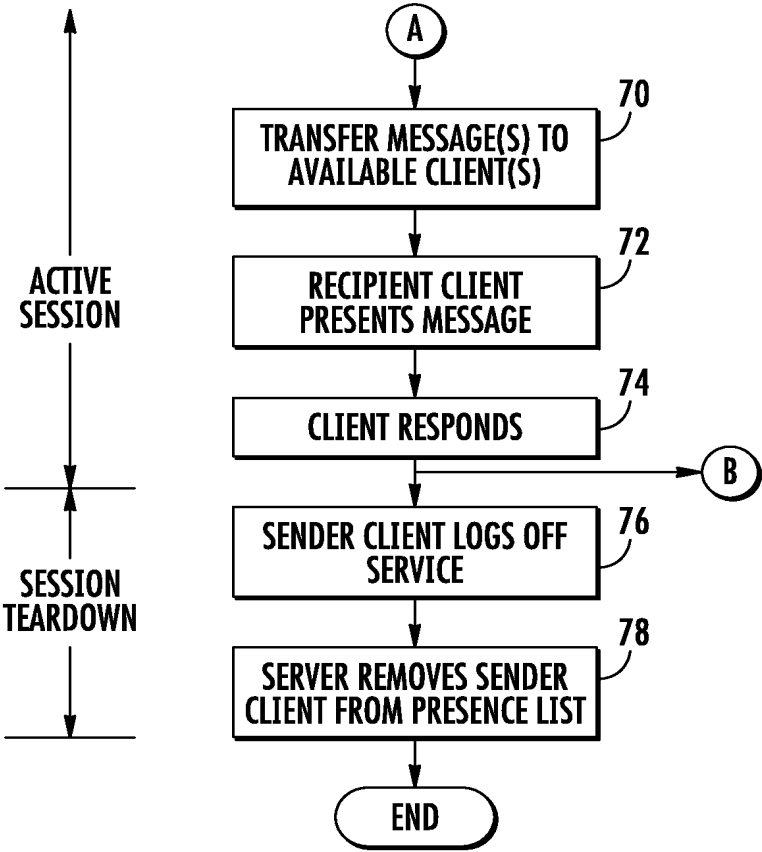 A
70
TRANSFER MESSAGE(S) TO
AVAILABLE CLIENT(S)
72
RECIPIENT CLIENT
PRESENTS MESSAGE
ACTIVE
SESSION
74
CLIENT RESPONDS
B
76
SENDER CLIENT LOGS OFF
SERVICE
SESSION
TEARDOWN
78
SERVER REMOVES SENDER
CLIENT FROM PRESENCE LIST
END